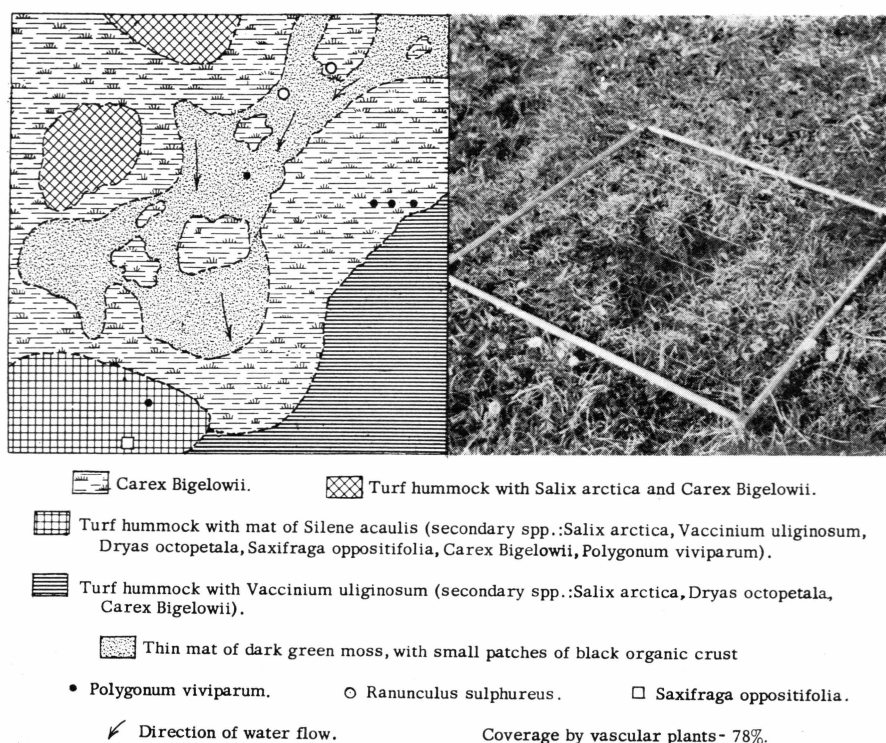 Carex Bigelowii.
Turf hummock with Salix arctica and Carex Bigelowii.
Turf hummock with mat of Silene acaulis (secondary spp.:Salix arctica, Vaccinium uliginosum,
Dryas octopetala, Saxifraga oppositifolia, Carex Bigelowii, Polygonum viviparum).
Turf hummock with Vaccinium uliginosum (secondary spp.:Salix arctica, Dryas octopetala,
Carex Bigelowii).
Thin mat of dark green moss, with small patches of black organic crust
Polygonum viviparum.
Ranunculus sulphureus.
Saxifraga oppositifolia.
Direction of water flow.
Coverage by vascular plants- 78%.